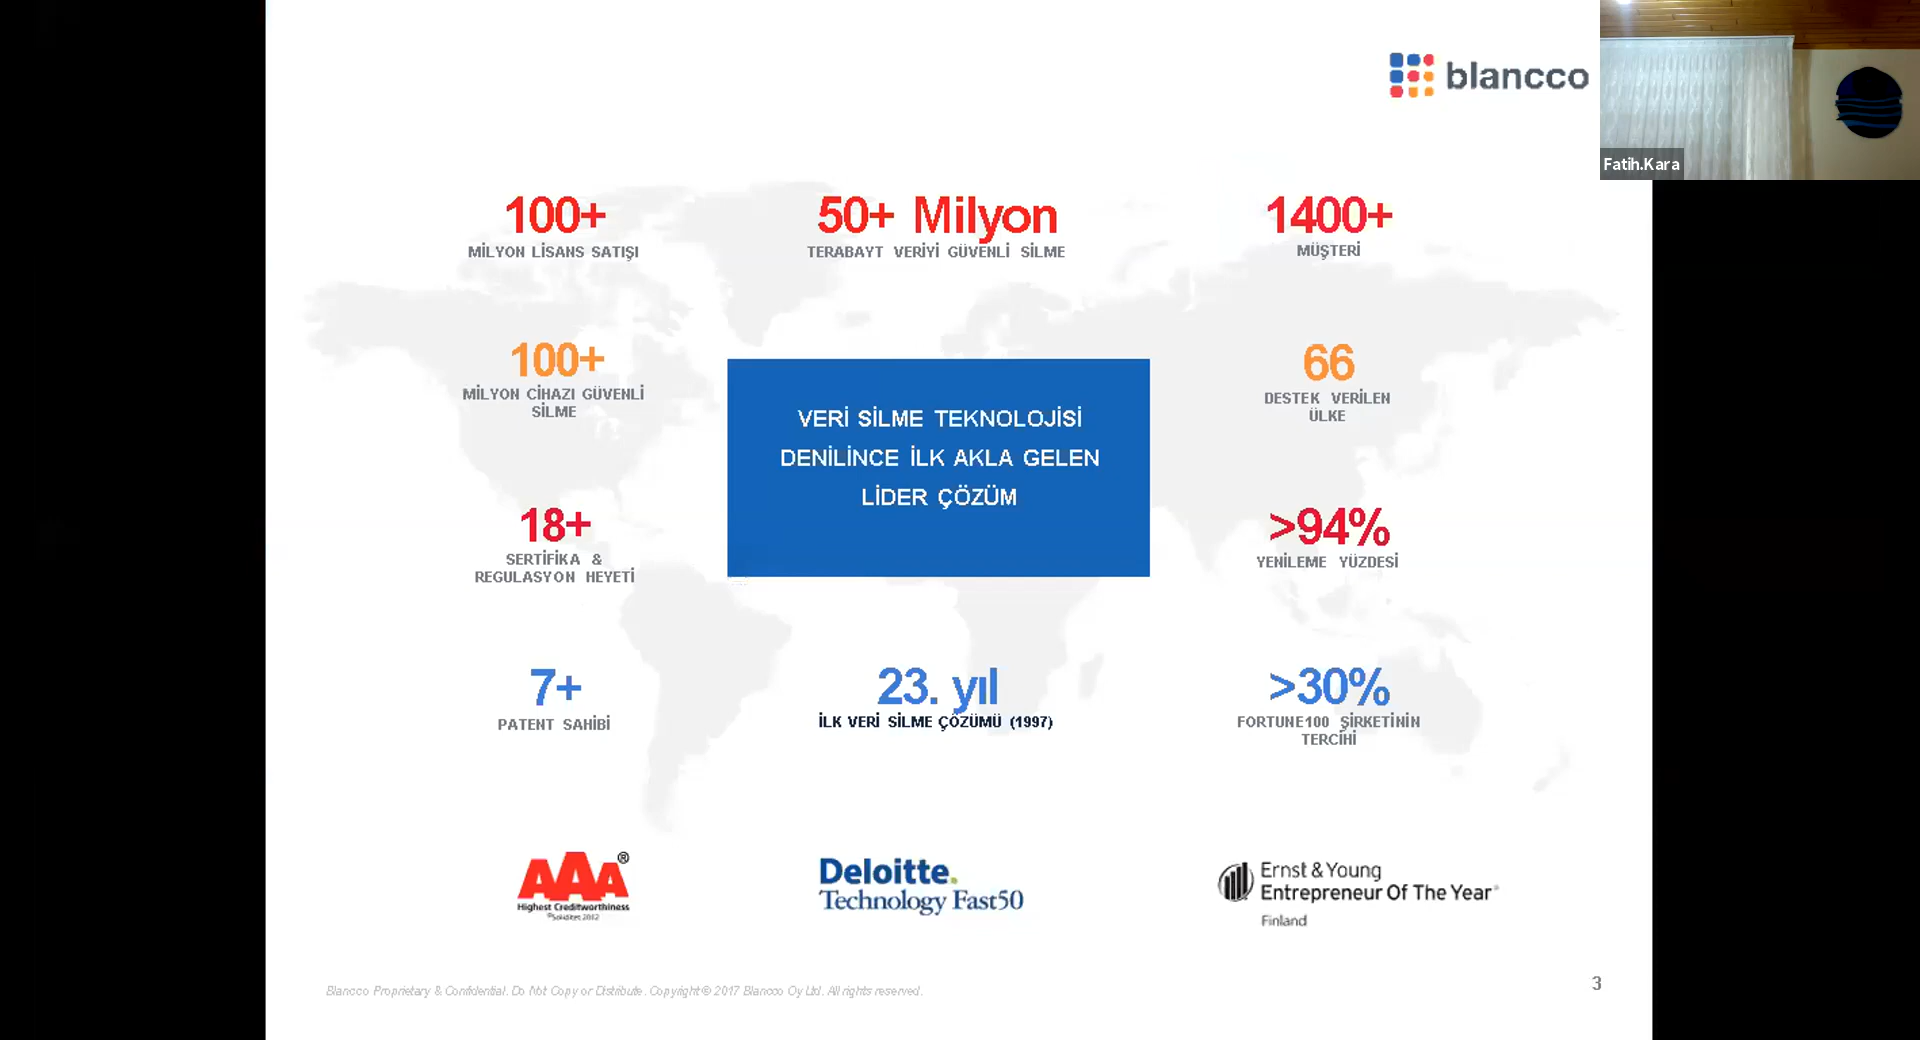 blancco
Fatih.Kara
100+
MİLYON LİSANS SATIŞI
50+ Milyon
TERABAYT VERİYİ GÜVENLİ SİLME
1400+
MÜŞTERİ
100+
MİLYON CİHAZI GÜVENLİ
SİLME
VERİ SİLME TEKNOLOJİSİ
DENİLİNCE İLK AKLA GELEN
LİDER ÇÖZÜM
66
DESTEK VERİLEN
ÜLKE
18+
SERTİFİKA &
REGULASYON HEYETİ
>94%
YENİLEME YÜZDESİ
7+
PATENT SAHİBİ
23. yıl
İLK VERİ SİLME ÇÖZÜMÜ (1997)
>30%
FORTUNE100 ŞİRKETİNİN
TERCİHİ
AAA®
Highest Creditworthiness
©Soliditet 2012
Deloitte.
Technology Fast50
Ernst & Young
Entrepreneur Of The Year®
Finland
Blancco Proprietary & Confidential. Do Not Copy or Distribute. Copyright © 2017 Blancco Oy Ltd. All rights reserved.
3